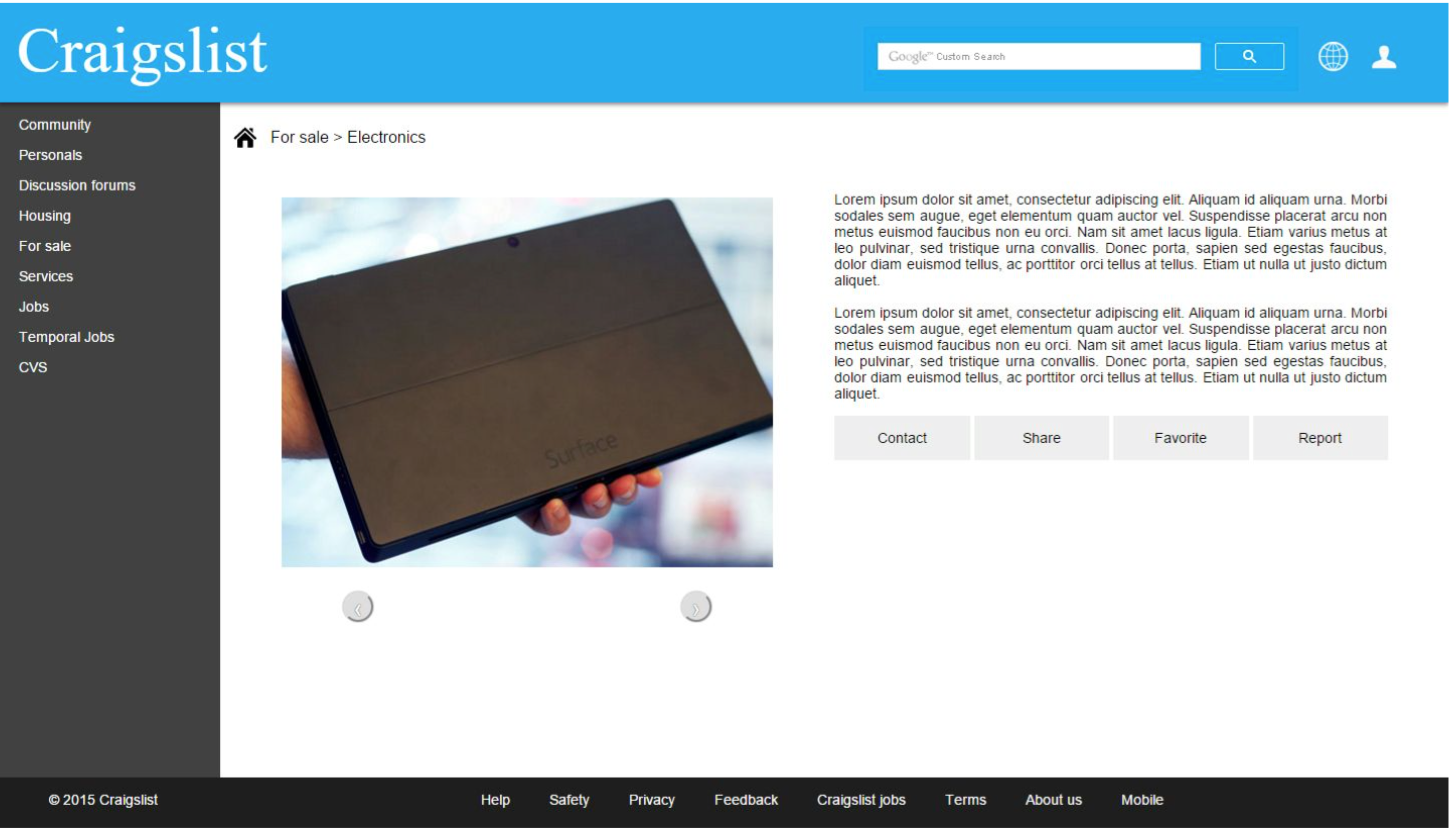 Craigslist
Google™ Custom Search
Community
Personals
Discussion forums
Housing
For sale
Services
Jobs
Temporal Jobs
CVS
For sale > Electronics
Surface
Lorem ipsum dolor sit amet, consectetur adipiscing elit. Aliquam id aliquam urna. Morbi
sodales sem augue, eget elementum quam auctor vel. Suspendisse placerat arcu non
metus euismod faucibus non eu orci. Nam sit amet lacus ligula. Etiam varius metus at
leo pulvinar, sed tristique urna convallis. Donec porta, sapien sed egestas faucibus,
dolor diam euismod tellus, ac porttitor orci tellus at tellus. Etiam ut nulla ut justo dictum
aliquet.
Lorem ipsum dolor sit amet, consectetur adipiscing elit. Aliquam id aliquam urna. Morbi
sodales sem augue, eget elementum quam auctor vel. Suspendisse placerat arcu non
metus euismod faucibus non eu orci. Nam sit amet lacus ligula. Etiam varius metus at
leo pulvinar, sed tristique urna convallis. Donec porta, sapien sed egestas faucibus,
dolor diam euismod tellus, ac porttitor orci tellus at tellus. Etiam ut nulla ut justo dictum
aliquet.
Contact Share Favorite Report
© 2015 Craigslist Help Safety Privacy Feedback Craigslist jobs Terms About us Mobile